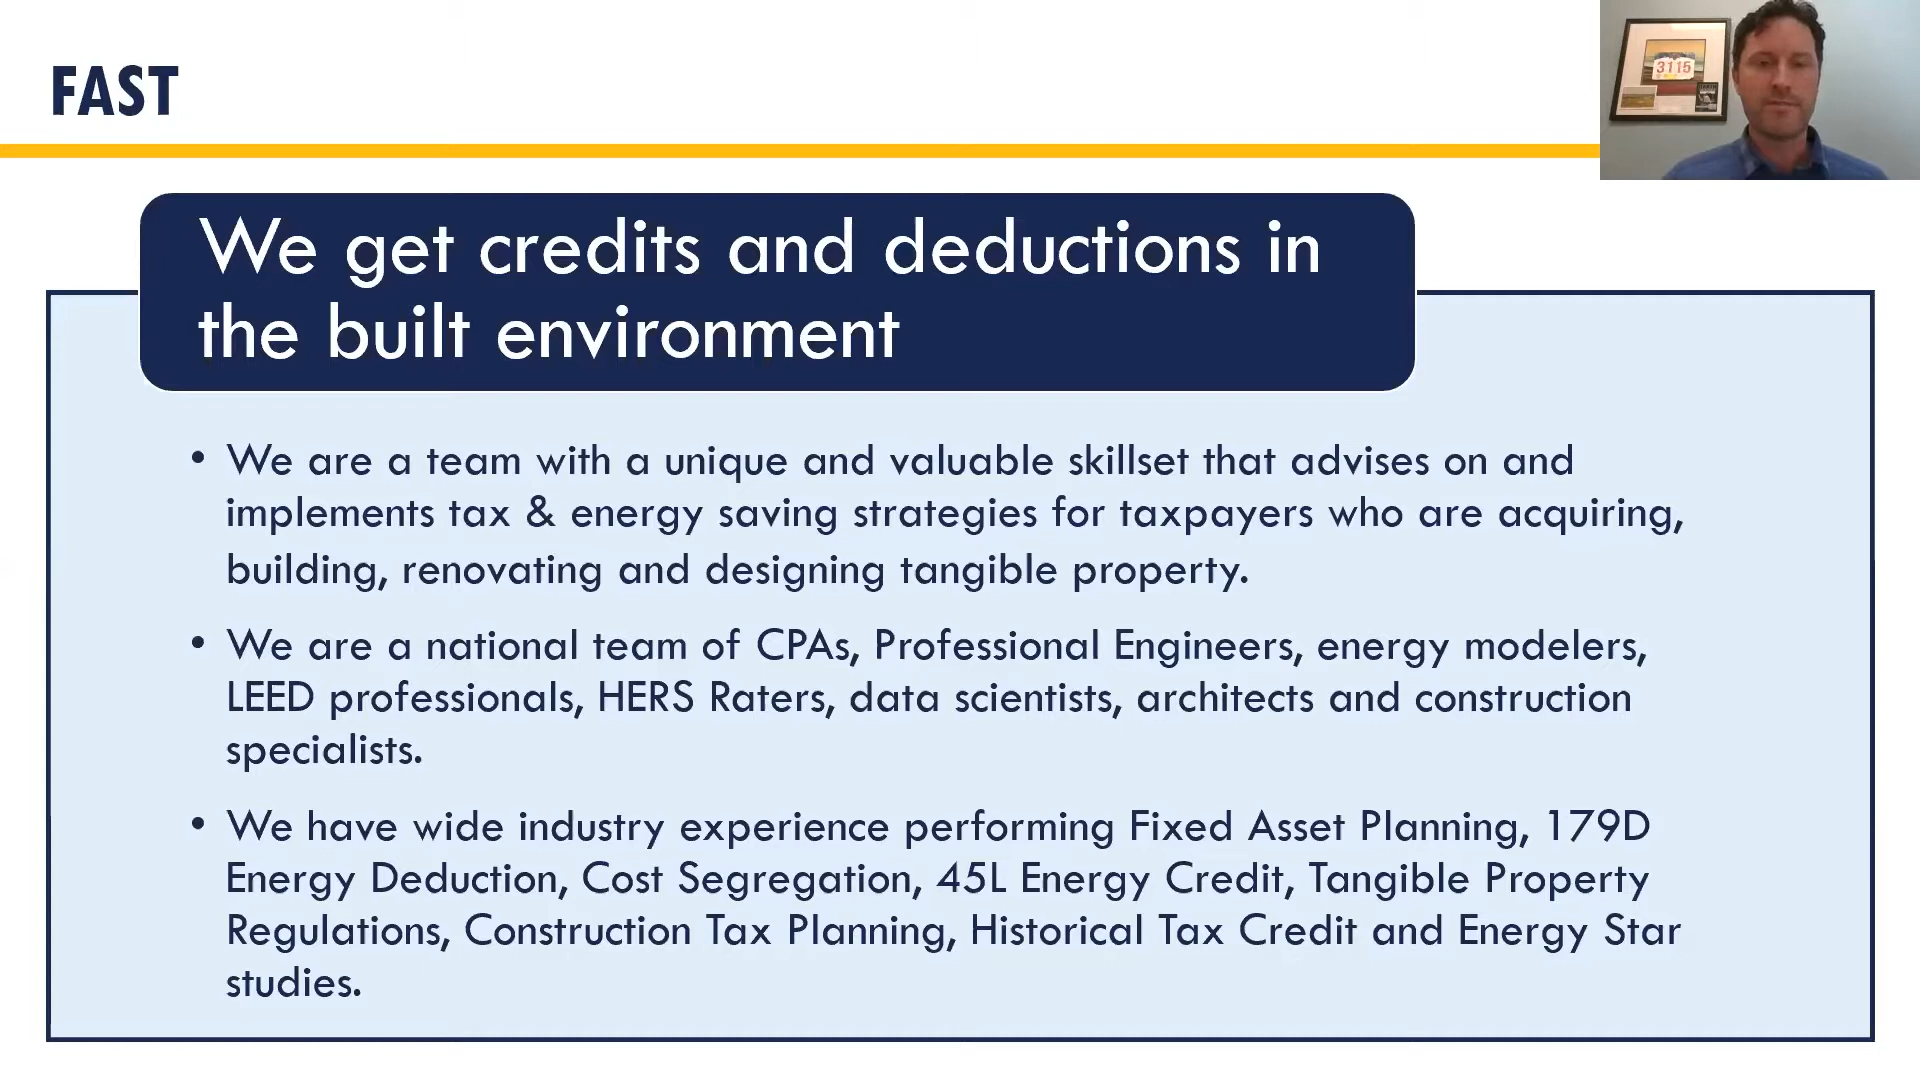 FAST
3115
We get credits and deductions in
the built environment
• We are a team with a unique and valuable skillset that advises on and
implements tax & energy saving strategies for taxpayers who are acquiring,
building, renovating and designing tangible property.
• We are a national team of CPAs, Professional Engineers, energy modelers,
LEED professionals, HERS Raters, data scientists, architects and construction
specialists.
• We have wide industry experience performing Fixed Asset Planning, 179D
Energy Deduction, Cost Segregation, 45L Energy Credit, Tangible Property
Regulations, Construction Tax Planning, Historical Tax Credit and Energy Star
studies.